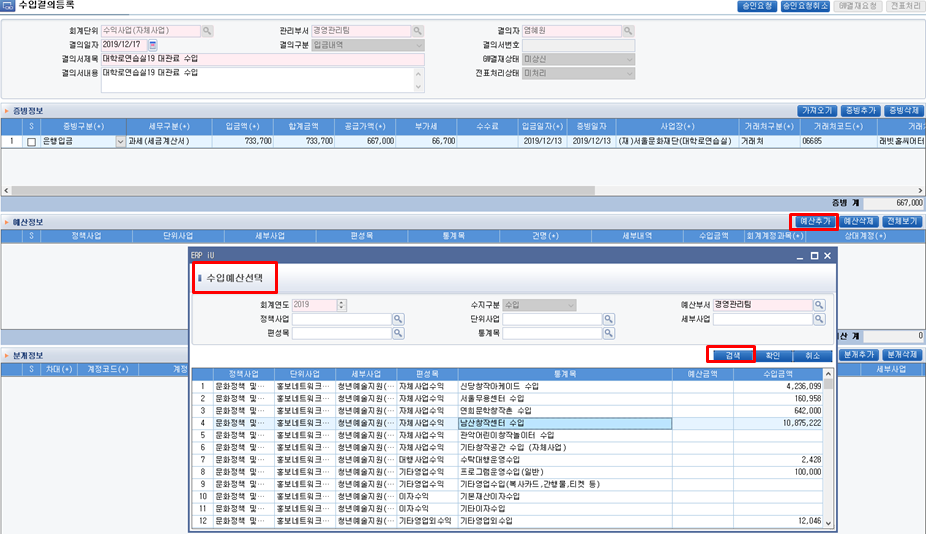 수입결의등록 승인요청 승인요청취소 GW결재요청 전표처리
회계단위 수익사업(자체사업) 관리부서 경영관리팀 결의자 염혜원
결의일자 2019/12/17 결의구분 입금내역 결의서번호
결의서제목 대학로연습실19 대관료 수입 GW결재상태 미상신
결의서내용 대학로연습실19 대관료 수입 전표처리상태 미처리
증빙정보 가져오기 증빙추가 증빙삭제
S 증빙구분(*) 세무구분(*) 입금액(*) 합계금액 공급가액(*) 부가세 수수료 입금일자(*) 증빙일자 사업장(*) 거래처구분(*) 거래처코드(*) 거래
1 은행입금 과세(세금계산서) 733,700 733,700 667,000 66,700 2019/12/13 2019/12/13 (재)서울문화재단(대학로연습실) 거래처 06685 래빗홀씨어터
증빙 계 667,000
예산정보 예산추가 예산삭제 전체보기
S 정책사업 단위사업 세부사업 편성목 통계목 건명(*) 세부내역 수입금액 회계계정과목(*) 상대계정(*)
ERP iU
수입예산선택
회계연도 2019 수지구분 수입 예산부서 경영관리팀
정책사업 단위사업 세부사업
편성목 통계목
산 계 0
검색 확인 취소
분개정보 분개추가 분개삭제
S 차대(*) 계정코드(*) 계정 세부사업
정책사업 단위사업 세부사업 편성목 통계목 예산금액 수입금액
1 문화정책 및… 홍보네트워크… 청년예술지원(… 자체사업수익 신당창작아케이드 수입 4,236,099
2 문화정책 및… 홍보네트워크… 청년예술지원(… 자체사업수익 서울무용센터 수입 160,958
3 문화정책 및… 홍보네트워크… 청년예술지원(… 자체사업수익 연희문학창작촌 수입 642,000
4 문화정책 및… 홍보네트워크… 청년예술지원(… 자체사업수익 남산창작센터 수입 10,875,222
5 문화정책 및… 홍보네트워크… 청년예술지원(… 자체사업수익 관악어린이창작놀이터 수입
6 문화정책 및… 홍보네트워크… 청년예술지원(… 자체사업수익 기타창작공간 수입 (자체사업)
7 문화정책 및… 홍보네트워크… 청년예술지원(… 대행사업수익 수탁대행운영수입 2,428
8 문화정책 및… 홍보네트워크… 청년예술지원(… 기타영업수익 프로그램운영수입(일반) 100,000
9 문화정책 및… 홍보네트워크… 청년예술지원(… 기타영업수익 기타영업수입(복사카드,간행물,티켓 등)
10 문화정책 및… 홍보네트워크… 청년예술지원(… 이자수익 기본재산이자수입
11 문화정책 및… 홍보네트워크… 청년예술지원(… 이자수익 기타이자수입
12 문화정책 및… 홍보네트워크… 청년예술지원(… 기타영업외수익 기타영업외수입 12,046